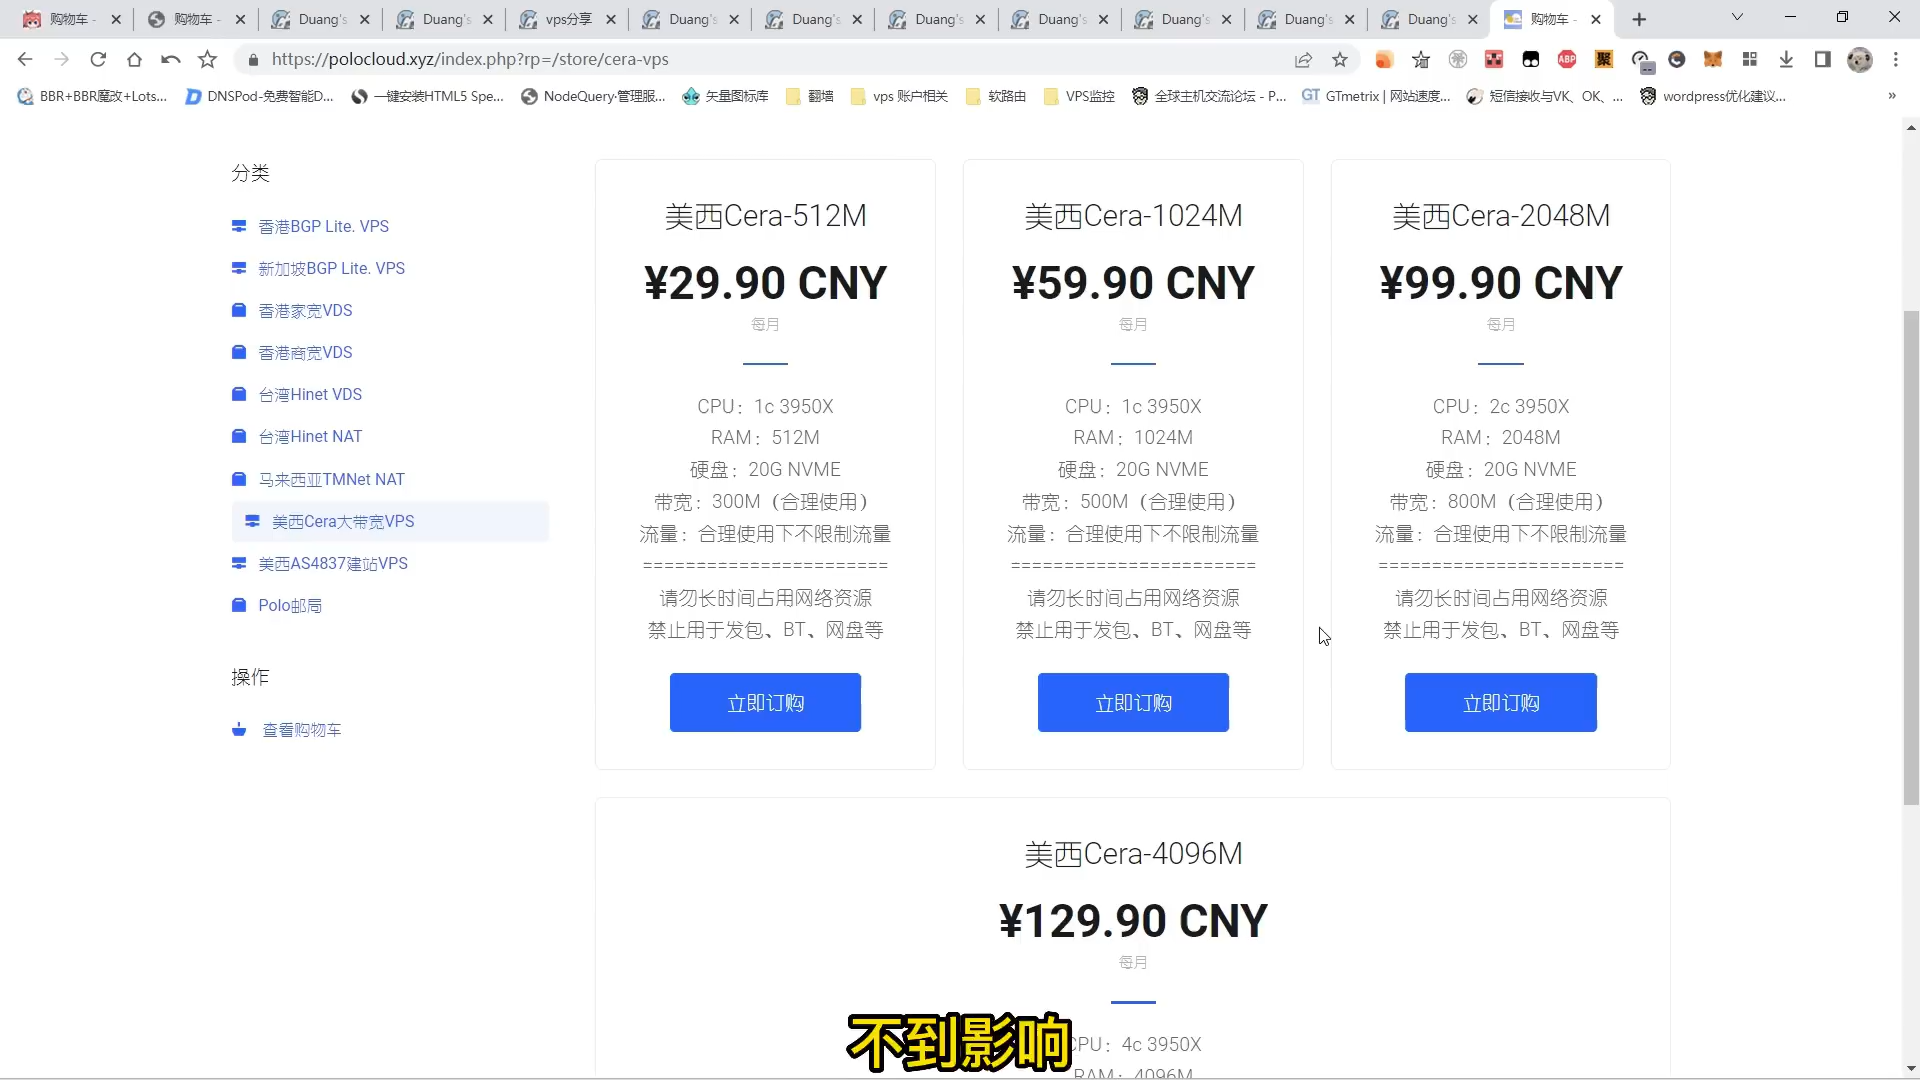 购物车 -
购物车 -
Duang's
Duang's
vps分享
Duang's
Duang's
Duang's
Duang's
Duang's
Duang's
Duang's
购物车 -
https://polocloud.xyz/index.php?rp=/store/cera-vps
BBR+BBR魔改+Lots...
DNSPod-免费智能D...
一键安装HTML5 Spe...
NodeQuery·管理服...
矢量图标库
翻墙
vps 账户相关
软路由
VPS监控
全球主机交流论坛 - P...
GTmetrix | 网站速度...
短信接收与VK、OK、...
wordpress优化建议...
分类
香港BGP Lite. VPS
新加坡BGP Lite. VPS
香港家宽VDS
香港商宽VDS
台湾Hinet VDS
台湾Hinet NAT
马来西亚TMNet NAT
美西Cera大带宽VPS
美西AS4837建站VPS
Polo邮局
操作
查看购物车
美西Cera-512M
¥29.90 CNY
每月
CPU：1c 3950X
RAM：512M
硬盘：20G NVME
带宽：300M（合理使用）
流量：合理使用下不限制流量
=======================
请勿长时间占用网络资源
禁止用于发包、BT、网盘等
立即订购
美西Cera-1024M
¥59.90 CNY
每月
CPU：1c 3950X
RAM：1024M
硬盘：20G NVME
带宽：500M（合理使用）
流量：合理使用下不限制流量
=======================
请勿长时间占用网络资源
禁止用于发包、BT、网盘等
立即订购
美西Cera-2048M
¥99.90 CNY
每月
CPU：2c 3950X
RAM：2048M
硬盘：20G NVME
带宽：800M（合理使用）
流量：合理使用下不限制流量
=======================
请勿长时间占用网络资源
禁止用于发包、BT、网盘等
立即订购
美西Cera-4096M
¥129.90 CNY
每月
CPU：4c 3950X
RAM：4096M
不到影响